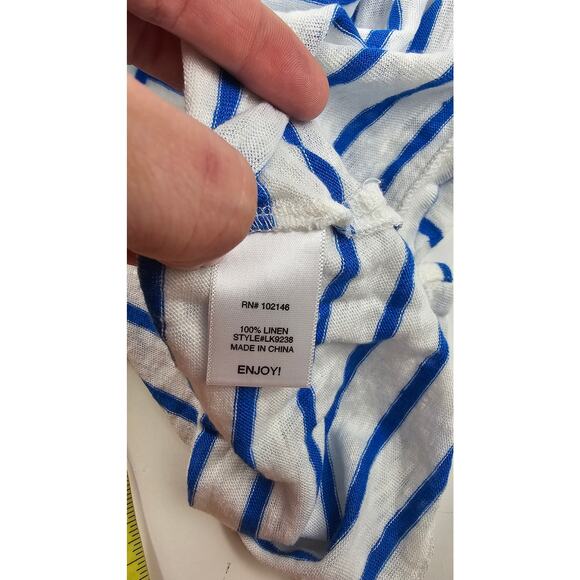 RN# 102146
100% LINEN
STYLE#LK9238
MADE IN CHINA
ENJOY!